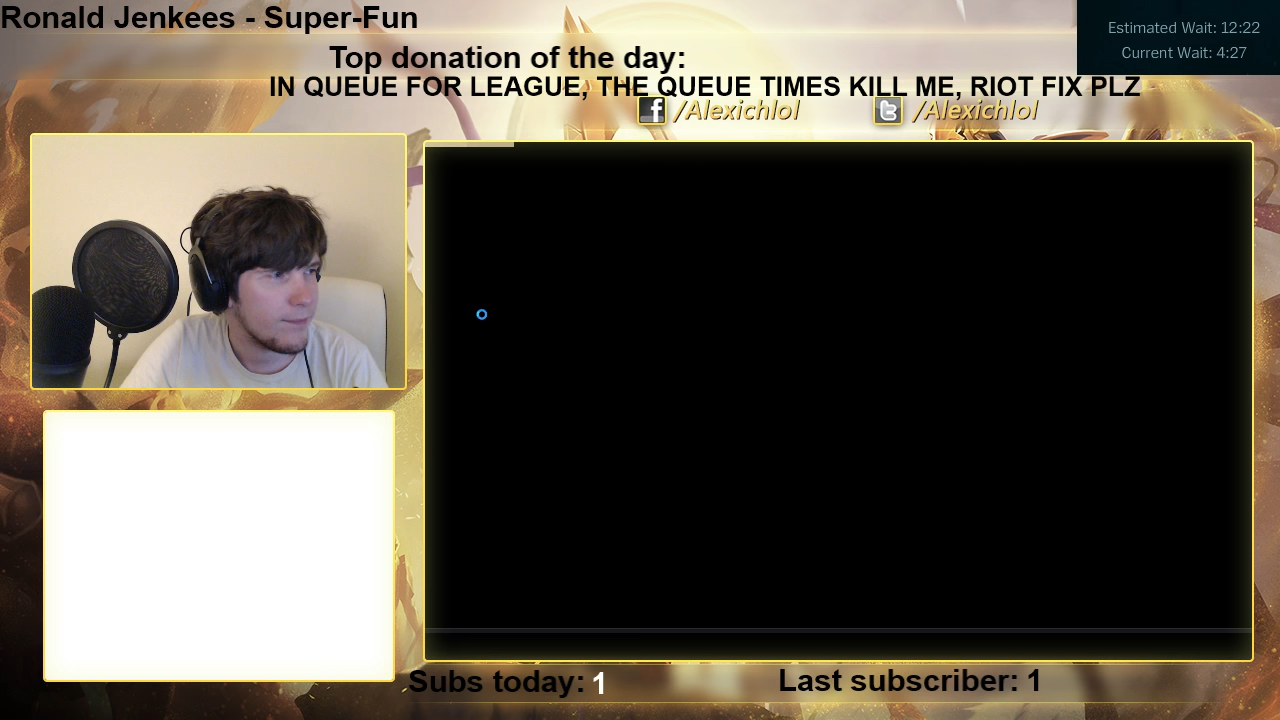 Ronald Jenkees - Super-Fun
Estimated Wait: 12:22
Current Wait: 4:27
Top donation of the day:
IN QUEUE FOR LEAGUE, THE QUEUE TIMES KILL ME, RIOT FIX PLZ
/Alexichlol /Alexichlol
Subs today: 1
Last subscriber: 1